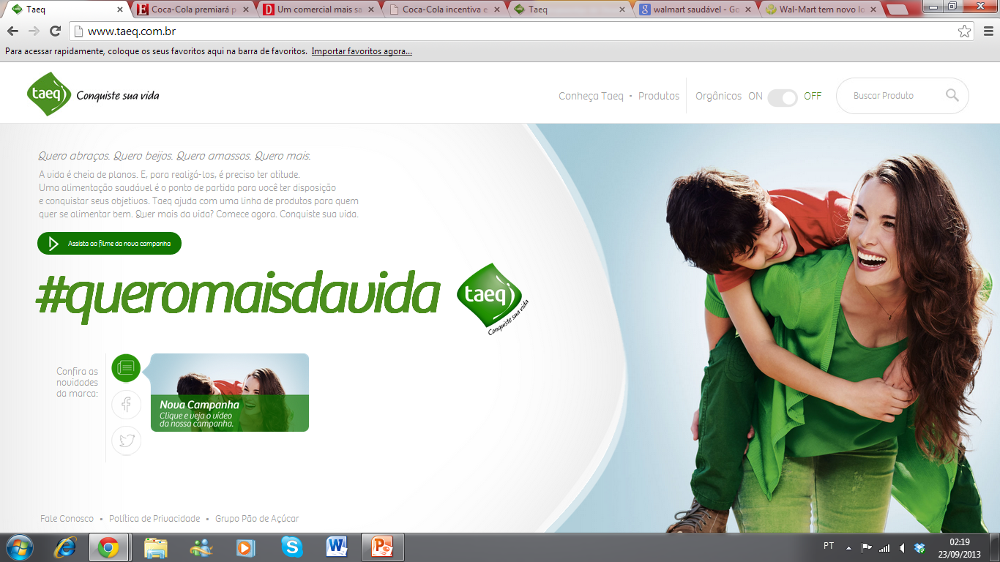 Taeq
Coca-Cola premiará p
Um comercial mais sa
Coca-Cola incentiva e
Taeq
walmart saudável - Go
Wal-Mart tem novo lo
www.taeq.com.br
Para acessar rapidamente, coloque os seus favoritos aqui na barra de favoritos. Importar favoritos agora...
taeq Conquiste sua vida
Conheça Taeq • Produtos
Orgânicos ON OFF
Buscar Produto
Quero abraços. Quero beijos. Quero amassos. Quero mais.
A vida é cheia de planos. E, para realizá-los, é preciso ter atitude.
Uma alimentação saudável é o ponto de partida para você ter disposição
e conquistar seus objetivos. Taeq ajuda com uma linha de produtos para quem
quer se alimentar bem. Quer mais da vida? Comece agora. Conquiste sua vida.
Assista ao filme da nova campanha
#queromaisdavida
taeq
Conquiste sua vida
Confira as
novidades
da marca:
Nova Campanha
Clique e veja o vídeo
da nossa campanha.
Fale Conosco • Política de Privacidade • Grupo Pão de Açúcar
PT
02:19
23/09/2013